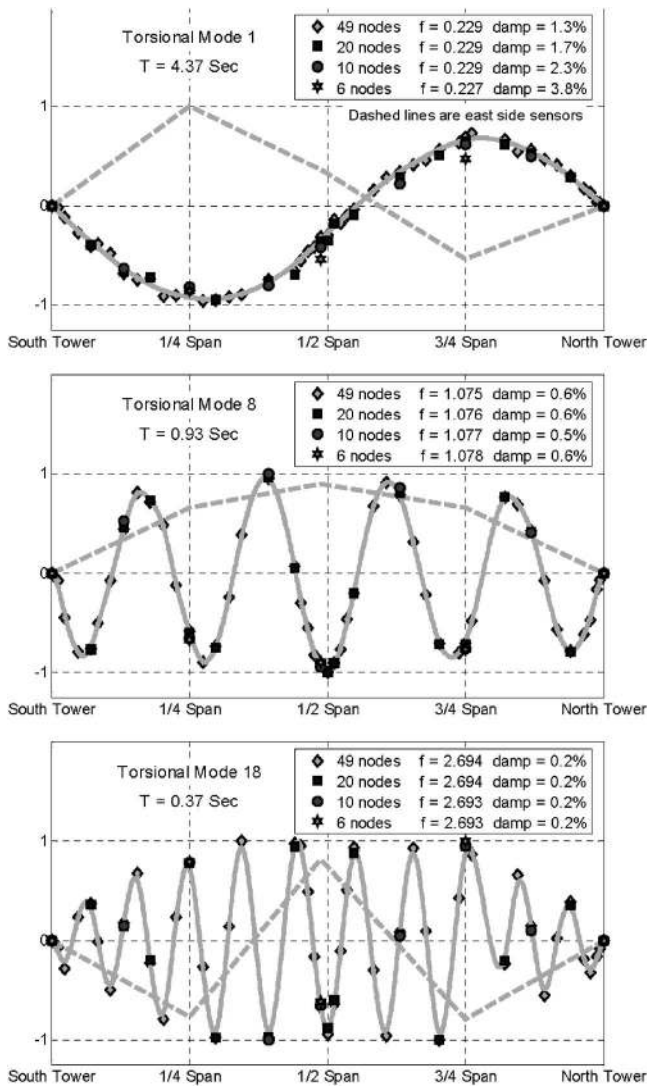 Torsional Mode 1
T = 4.37 Sec
49 nodes f = 0.229 damp = 1.3%
20 nodes f = 0.229 damp = 1.7%
10 nodes f = 0.229 damp = 2.3%
6 nodes f = 0.227 damp = 3.8%
Dashed lines are east side sensors
1
0
-1
South Tower 1/4 Span 1/2 Span 3/4 Span North Tower
Torsional Mode 8
T = 0.93 Sec
49 nodes f = 1.075 damp = 0.6%
20 nodes f = 1.076 damp = 0.6%
10 nodes f = 1.077 damp = 0.5%
6 nodes f = 1.078 damp = 0.6%
1
0
-1
South Tower 1/4 Span 1/2 Span 3/4 Span North Tower
Torsional Mode 18
T = 0.37 Sec
49 nodes f = 2.694 damp = 0.2%
20 nodes f = 2.694 damp = 0.2%
10 nodes f = 2.693 damp = 0.2%
6 nodes f = 2.693 damp = 0.2%
1
0
-1
South Tower 1/4 Span 1/2 Span 3/4 Span North Tower